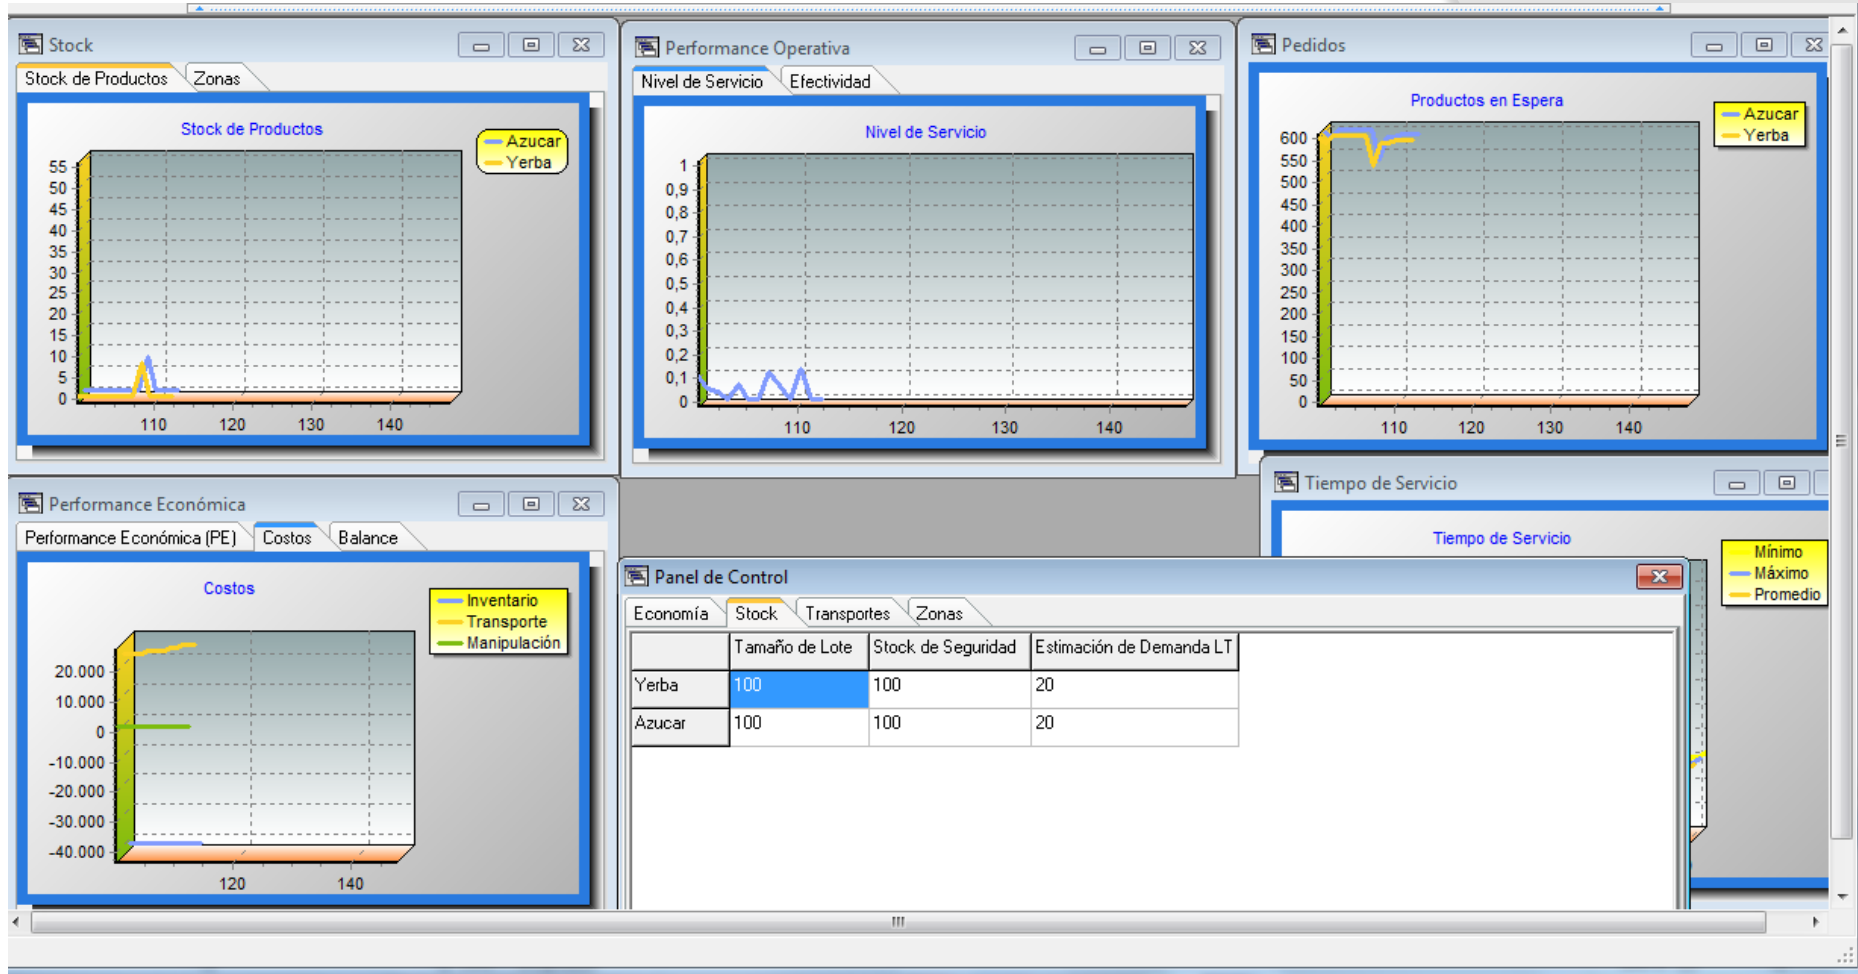 Stock
Stock de Productos
Zonas
Stock de Productos
Azucar
Yerba
55
50
45
40
35
30
25
20
15
10
5
0
110
120
130
140
Performance Operativa
Nivel de Servicio
Efectividad
Nivel de Servicio
1
0,9
0,8
0,7
0,6
0,5
0,4
0,3
0,2
0,1
0
110
120
130
140
Pedidos
Productos en Espera
Azucar
Yerba
600
550
500
450
400
350
300
250
200
150
100
50
0
110
120
130
140
Performance Económica
Performance Económica (PE)
Costos
Balance
Costos
Inventario
Transporte
Manipulación
20.000
10.000
0
-10.000
-20.000
-30.000
-40.000
120
140
Tiempo de Servicio
Tiempo de Servicio
Mínimo
Máximo
Promedio
Panel de Control
Economía
Stock
Transportes
Zonas
Tamaño de Lote
Stock de Seguridad
Estimación de Demanda LT
Yerba
100
100
20
Azucar
100
100
20